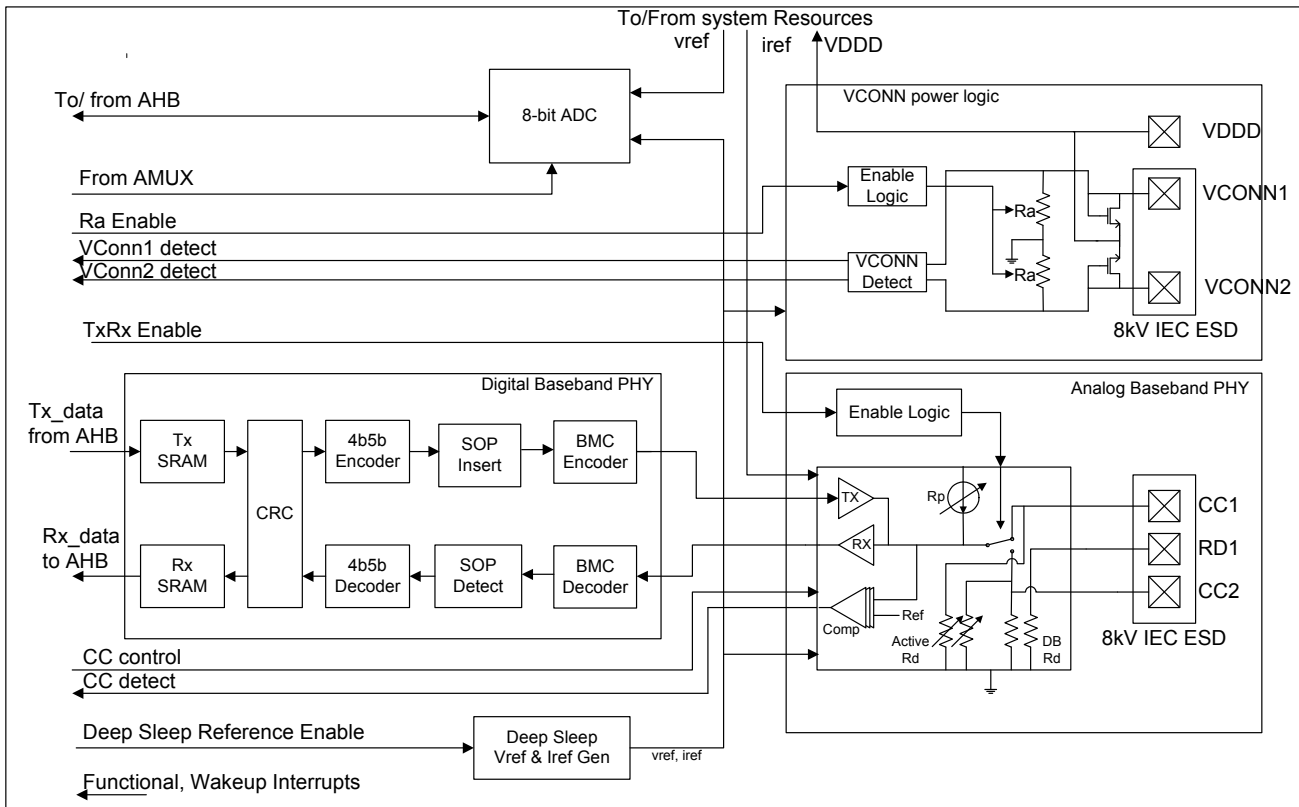 To/From system Resources
vref
iref
VDDD
To/ from AHB
8-bit ADC
From AMUX
VCONN power logic
VDDD
Enable
Logic
Ra
VCONN1
Ra Enable
VConn1 detect
VConn2 detect
VCONN
Detect
Ra
VCONN2
8kV IEC ESD
TxRx Enable
Digital Baseband PHY
Analog Baseband PHY
Enable Logic
Tx_data
from AHB
Tx
SRAM
CRC
4b5b
Encoder
SOP
Insert
BMC
Encoder
TX
Rp
CC1
Rx_data
to AHB
Rx
SRAM
4b5b
Decoder
SOP
Detect
BMC
Decoder
RX
RD1
CC2
Ref
Comp
Active
Rd
DB
Rd
8kV IEC ESD
CC control
CC detect
Deep Sleep Reference Enable
Deep Sleep
Vref & Iref Gen
vref, iref
Functional, Wakeup Interrupts